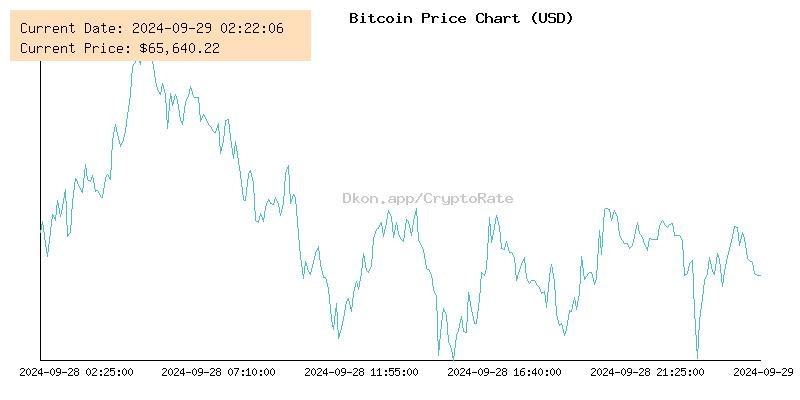 Bitcoin Price Chart (USD)
Current Date: 2024-09-29 02:22:06
Current Price: $65,640.22
Dkon.app/CryptoRate
2024-09-28 02:25:00 2024-09-28 07:10:00 2024-09-28 11:55:00 2024-09-28 16:40:00 2024-09-28 21:25:00 2024-09-29